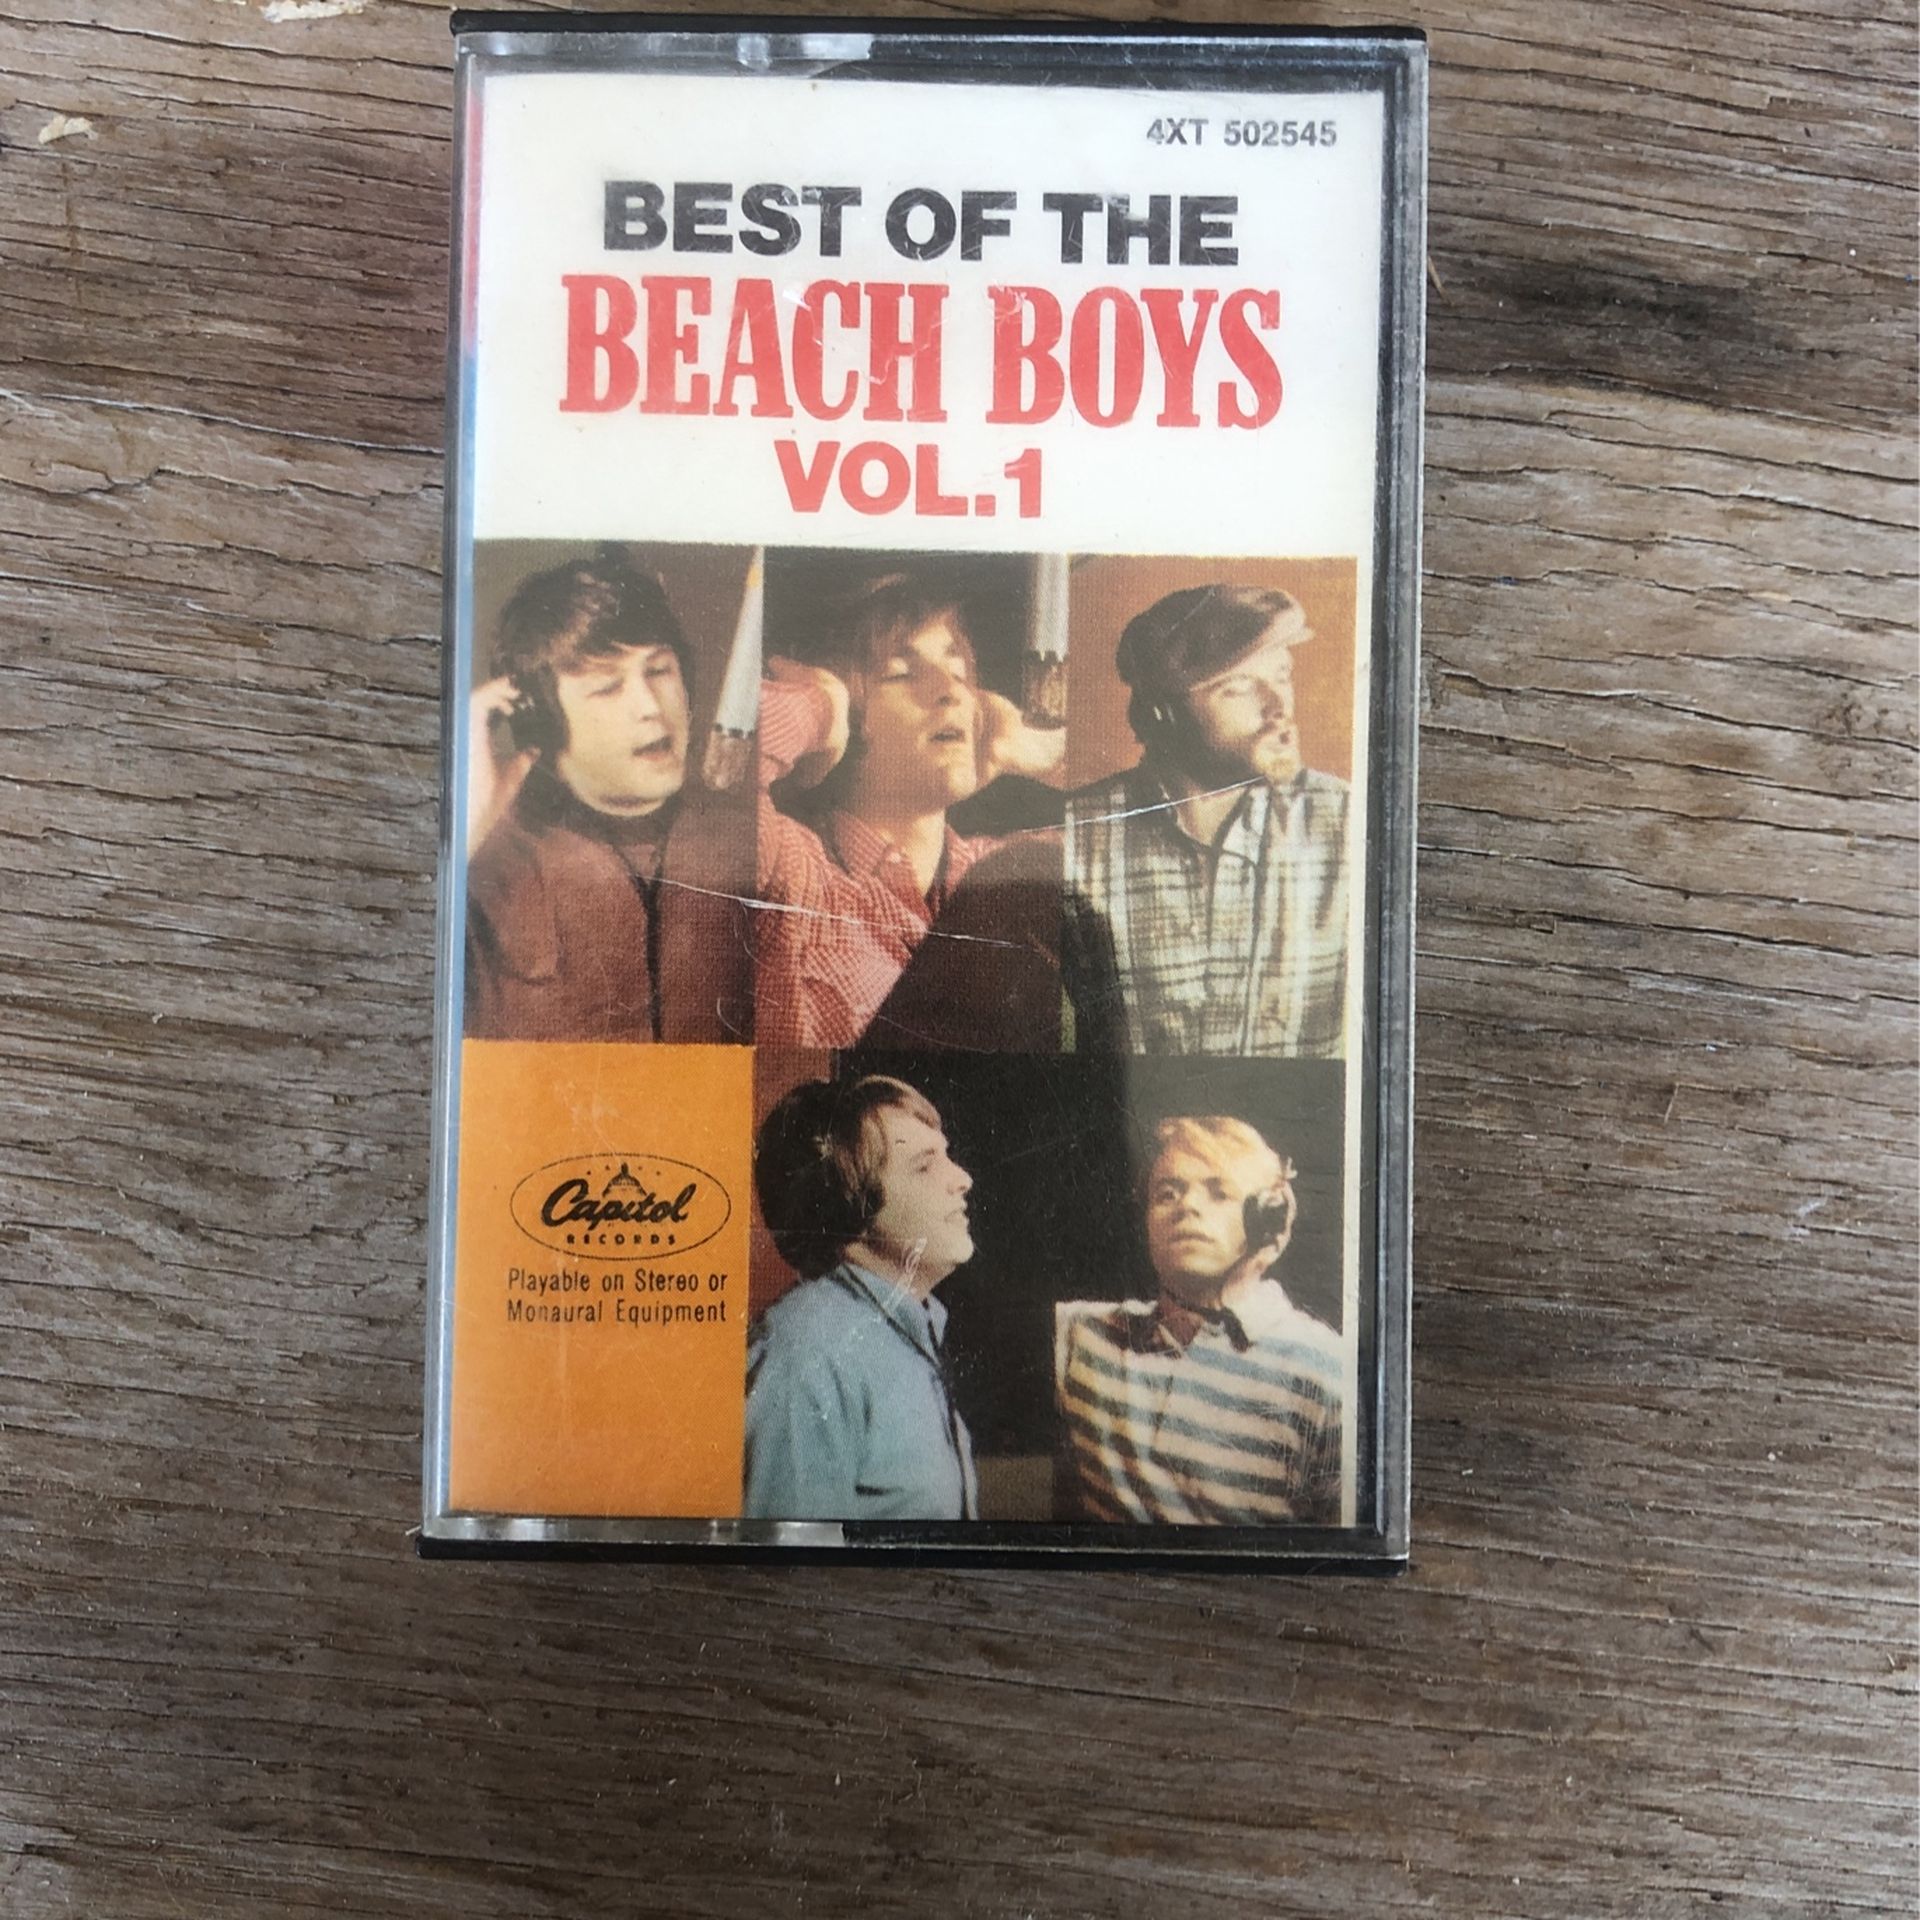 4XT 502545
BEST OF THE
BEACH BOYS
VOL.1
Capitol
RECORDS
Playable on Stereo or
Monaural Equipment